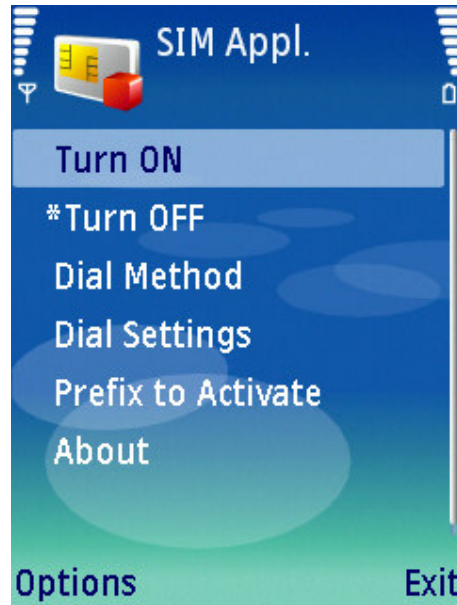 SIM Appl.
Turn ON
*Turn OFF
Dial Method
Dial Settings
Prefix to Activate
About
Options Exit